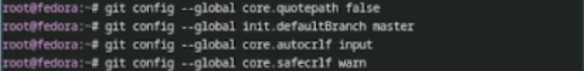 root@fedora:~# git config --global core.quotepath false
root@fedora:~# git config --global init.defaultBranch master
root@fedora:~# git config --global core.autocrlf input
root@fedora:~# git config --global core.safecrlf warn